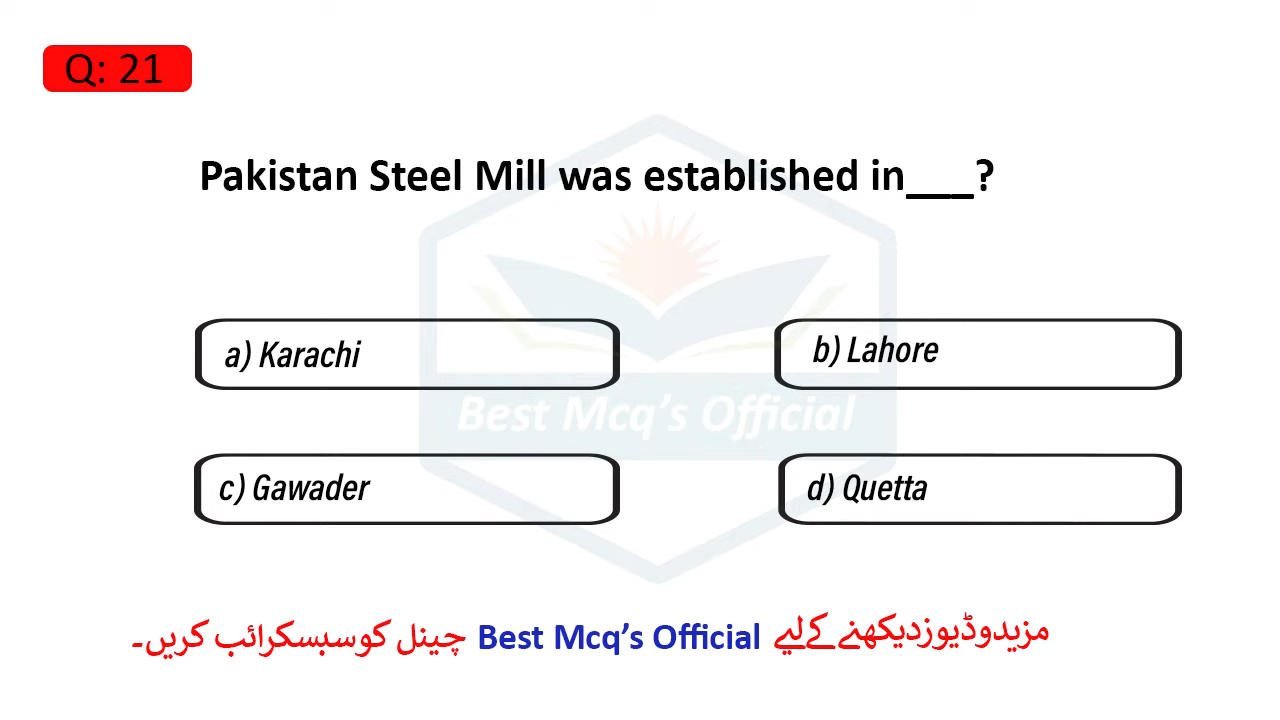 Q: 21
Pakistan Steel Mill was established in___?
a) Karachi
b) Lahore
Best Mcq's Official
c) Gawader
d) Quetta
مزیدوڈیوزدیکھنے کےلیے Best Mcq's Official چینل کوسبسکرائب کریں۔